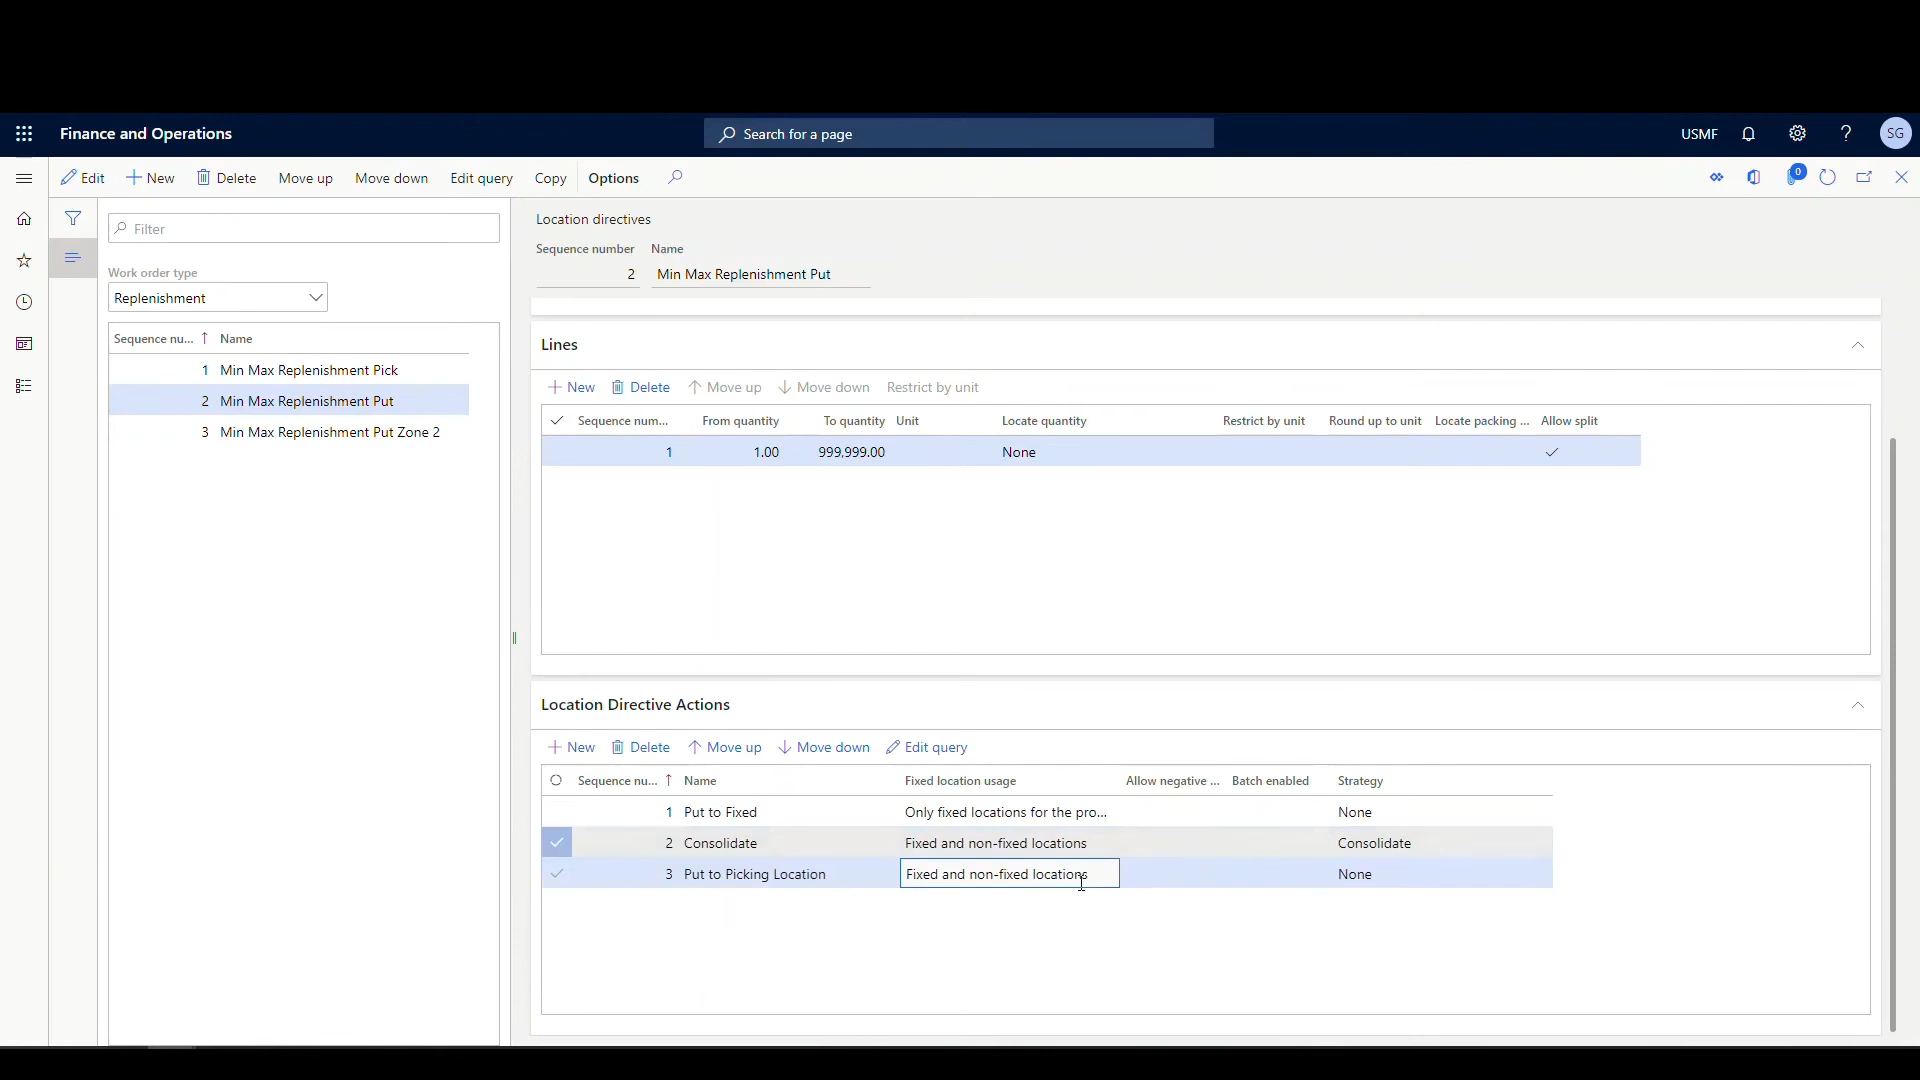 Finance and Operations
Search for a page
USMF
SG
Edit New Delete Move up Move down Edit query Copy Options
0
Filter
Work order type
Replenishment
Sequence nu... Name
1 Min Max Replenishment Pick
2 Min Max Replenishment Put
3 Min Max Replenishment Put Zone 2
Location directives
Sequence number Name
2 Min Max Replenishment Put
Lines
New Delete Move up Move down Restrict by unit
Sequence num... From quantity To quantity Unit Locate quantity Restrict by unit Round up to unit Locate packing ... Allow split
1 1.00 999,999.00 None
Location Directive Actions
New Delete Move up Move down Edit query
Sequence nu... Name Fixed location usage Allow negative ... Batch enabled Strategy
1 Put to Fixed Only fixed locations for the pro... None
2 Consolidate Fixed and non-fixed locations Consolidate
3 Put to Picking Location Fixed and non-fixed locations None